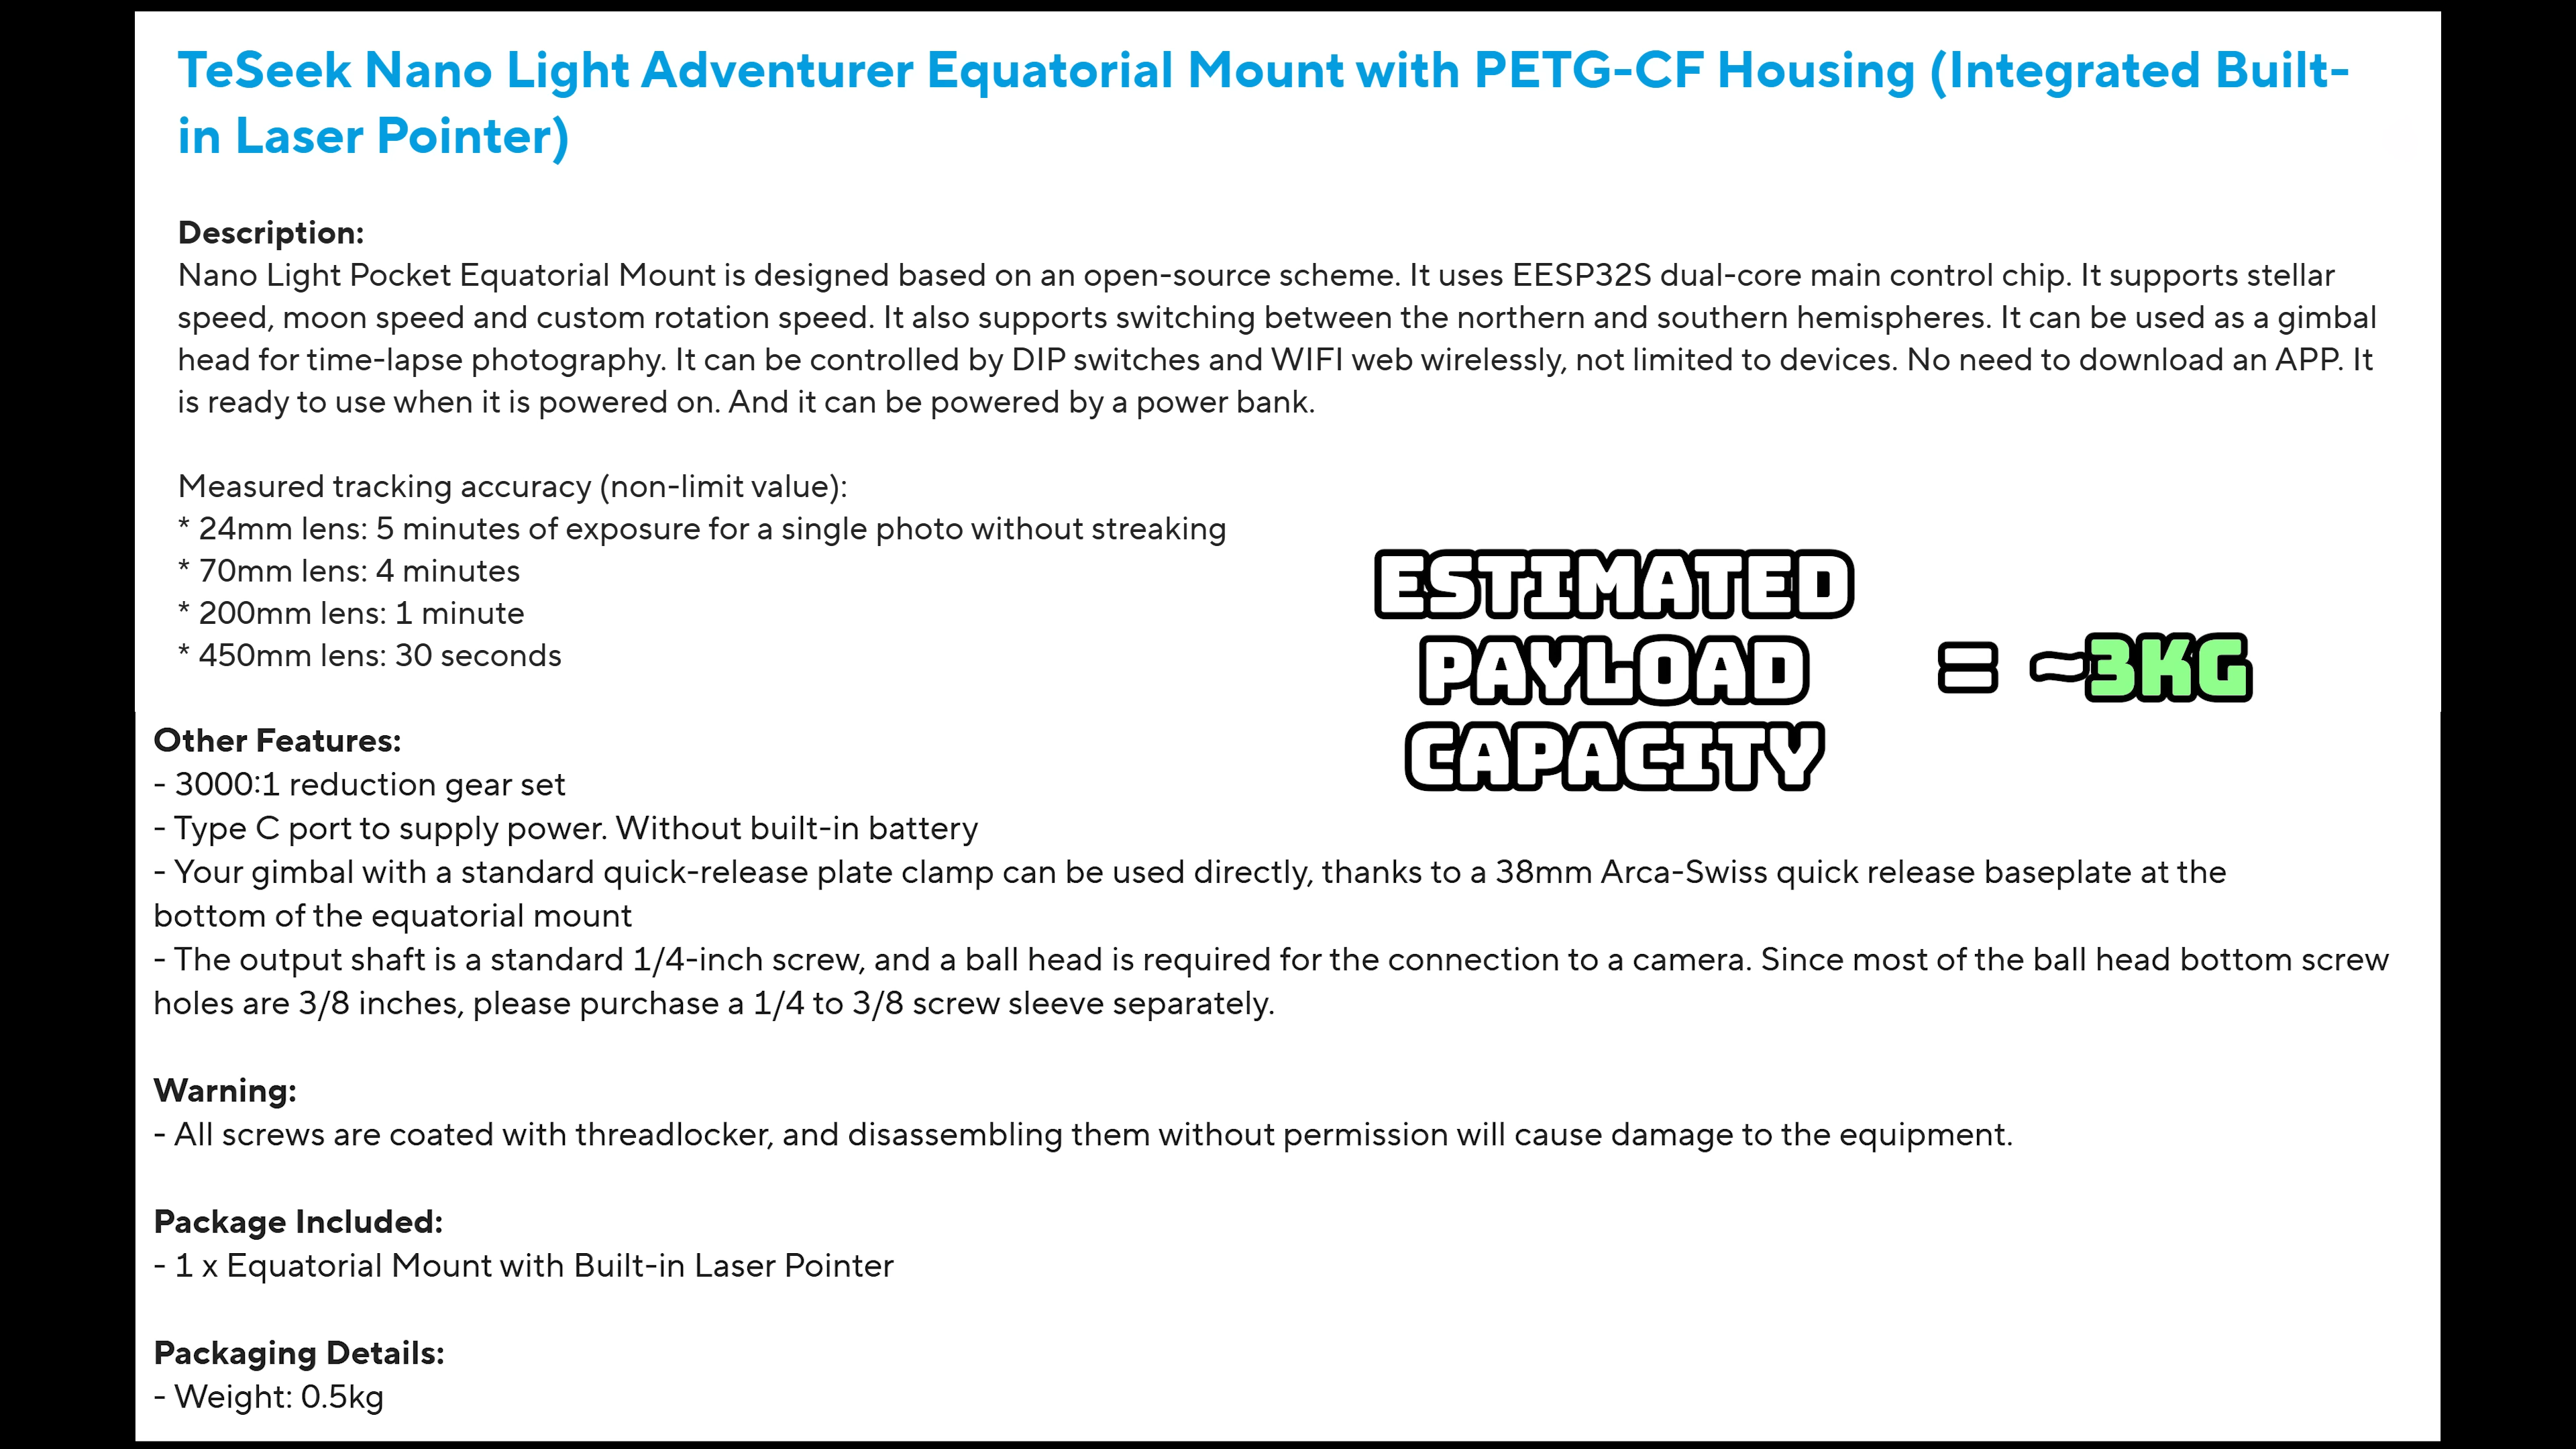 TeSeek Nano Light Adventurer Equatorial Mount with PETG-CF Housing (Integrated Built-
in Laser Pointer)
Description:
Nano Light Pocket Equatorial Mount is designed based on an open-source scheme. It uses EESP32S dual-core main control chip. It supports stellar
speed, moon speed and custom rotation speed. It also supports switching between the northern and southern hemispheres. It can be used as a gimbal
head for time-lapse photography. It can be controlled by DIP switches and WIFI web wirelessly, not limited to devices. No need to download an APP. It
is ready to use when it is powered on. And it can be powered by a power bank.
Measured tracking accuracy (non-limit value):
* 24mm lens: 5 minutes of exposure for a single photo without streaking
* 70mm lens: 4 minutes
* 200mm lens: 1 minute
* 450mm lens: 30 seconds
ESTIMATED
PAYLOAD
CAPACITY
= ~3KG
Other Features:
- 3000:1 reduction gear set
- Type C port to supply power. Without built-in battery
- Your gimbal with a standard quick-release plate clamp can be used directly, thanks to a 38mm Arca-Swiss quick release baseplate at the
bottom of the equatorial mount
- The output shaft is a standard 1/4-inch screw, and a ball head is required for the connection to a camera. Since most of the ball head bottom screw
holes are 3/8 inches, please purchase a 1/4 to 3/8 screw sleeve separately.
Warning:
- All screws are coated with threadlocker, and disassembling them without permission will cause damage to the equipment.
Package Included:
- 1 x Equatorial Mount with Built-in Laser Pointer
Packaging Details:
- Weight: 0.5kg